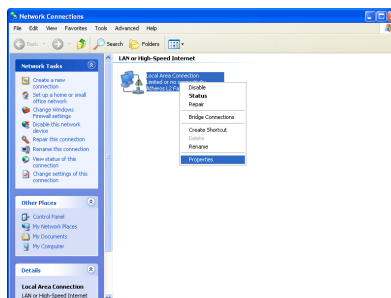 Network Connections
File Edit View Favorites Tools Advanced Help
Back Search Folders
Network Tasks
Create a new connection
Set up a home or small office network
Change Windows Firewall settings
Disable this network device
Repair this connection
Rename this connection
View status of this connection
Change settings of this connection
Other Places
Control Panel
My Network Places
My Documents
My Computer
Details
Local Area Connection
LAN or High-Speed Internet
LAN or High-Speed Internet
Local Area Connection
Limited or no
Atheros L2 Fa
Disable
Status
Repair
Bridge Connections
Create Shortcut
Delete
Rename
Properties